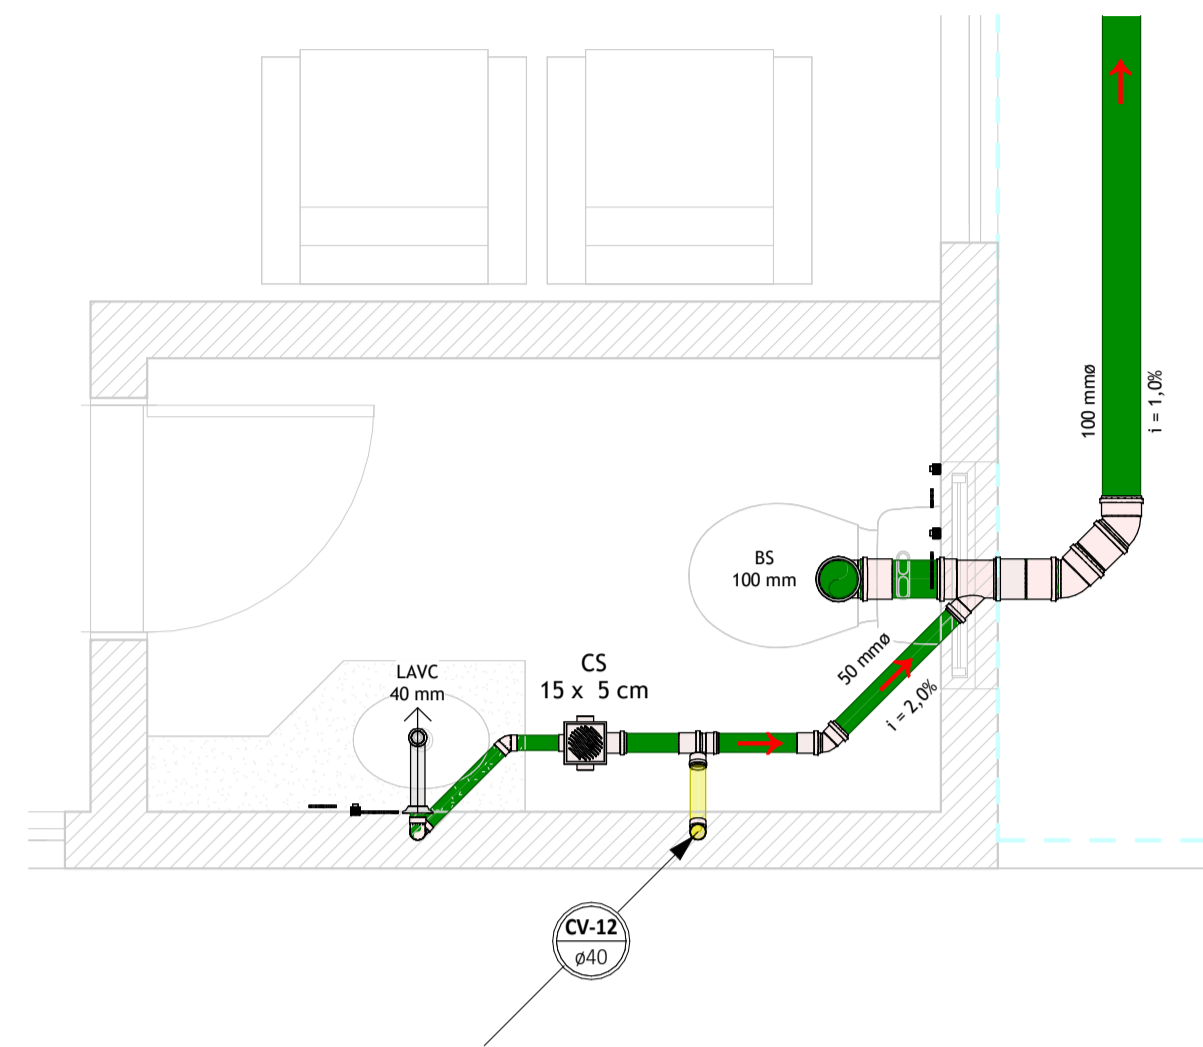 100 mmø
i = 1,0%
BS
100 mm
50 mmø
i = 2,0%
CS
15 x 5 cm
LAVC
40 mm
CV-12
ø40